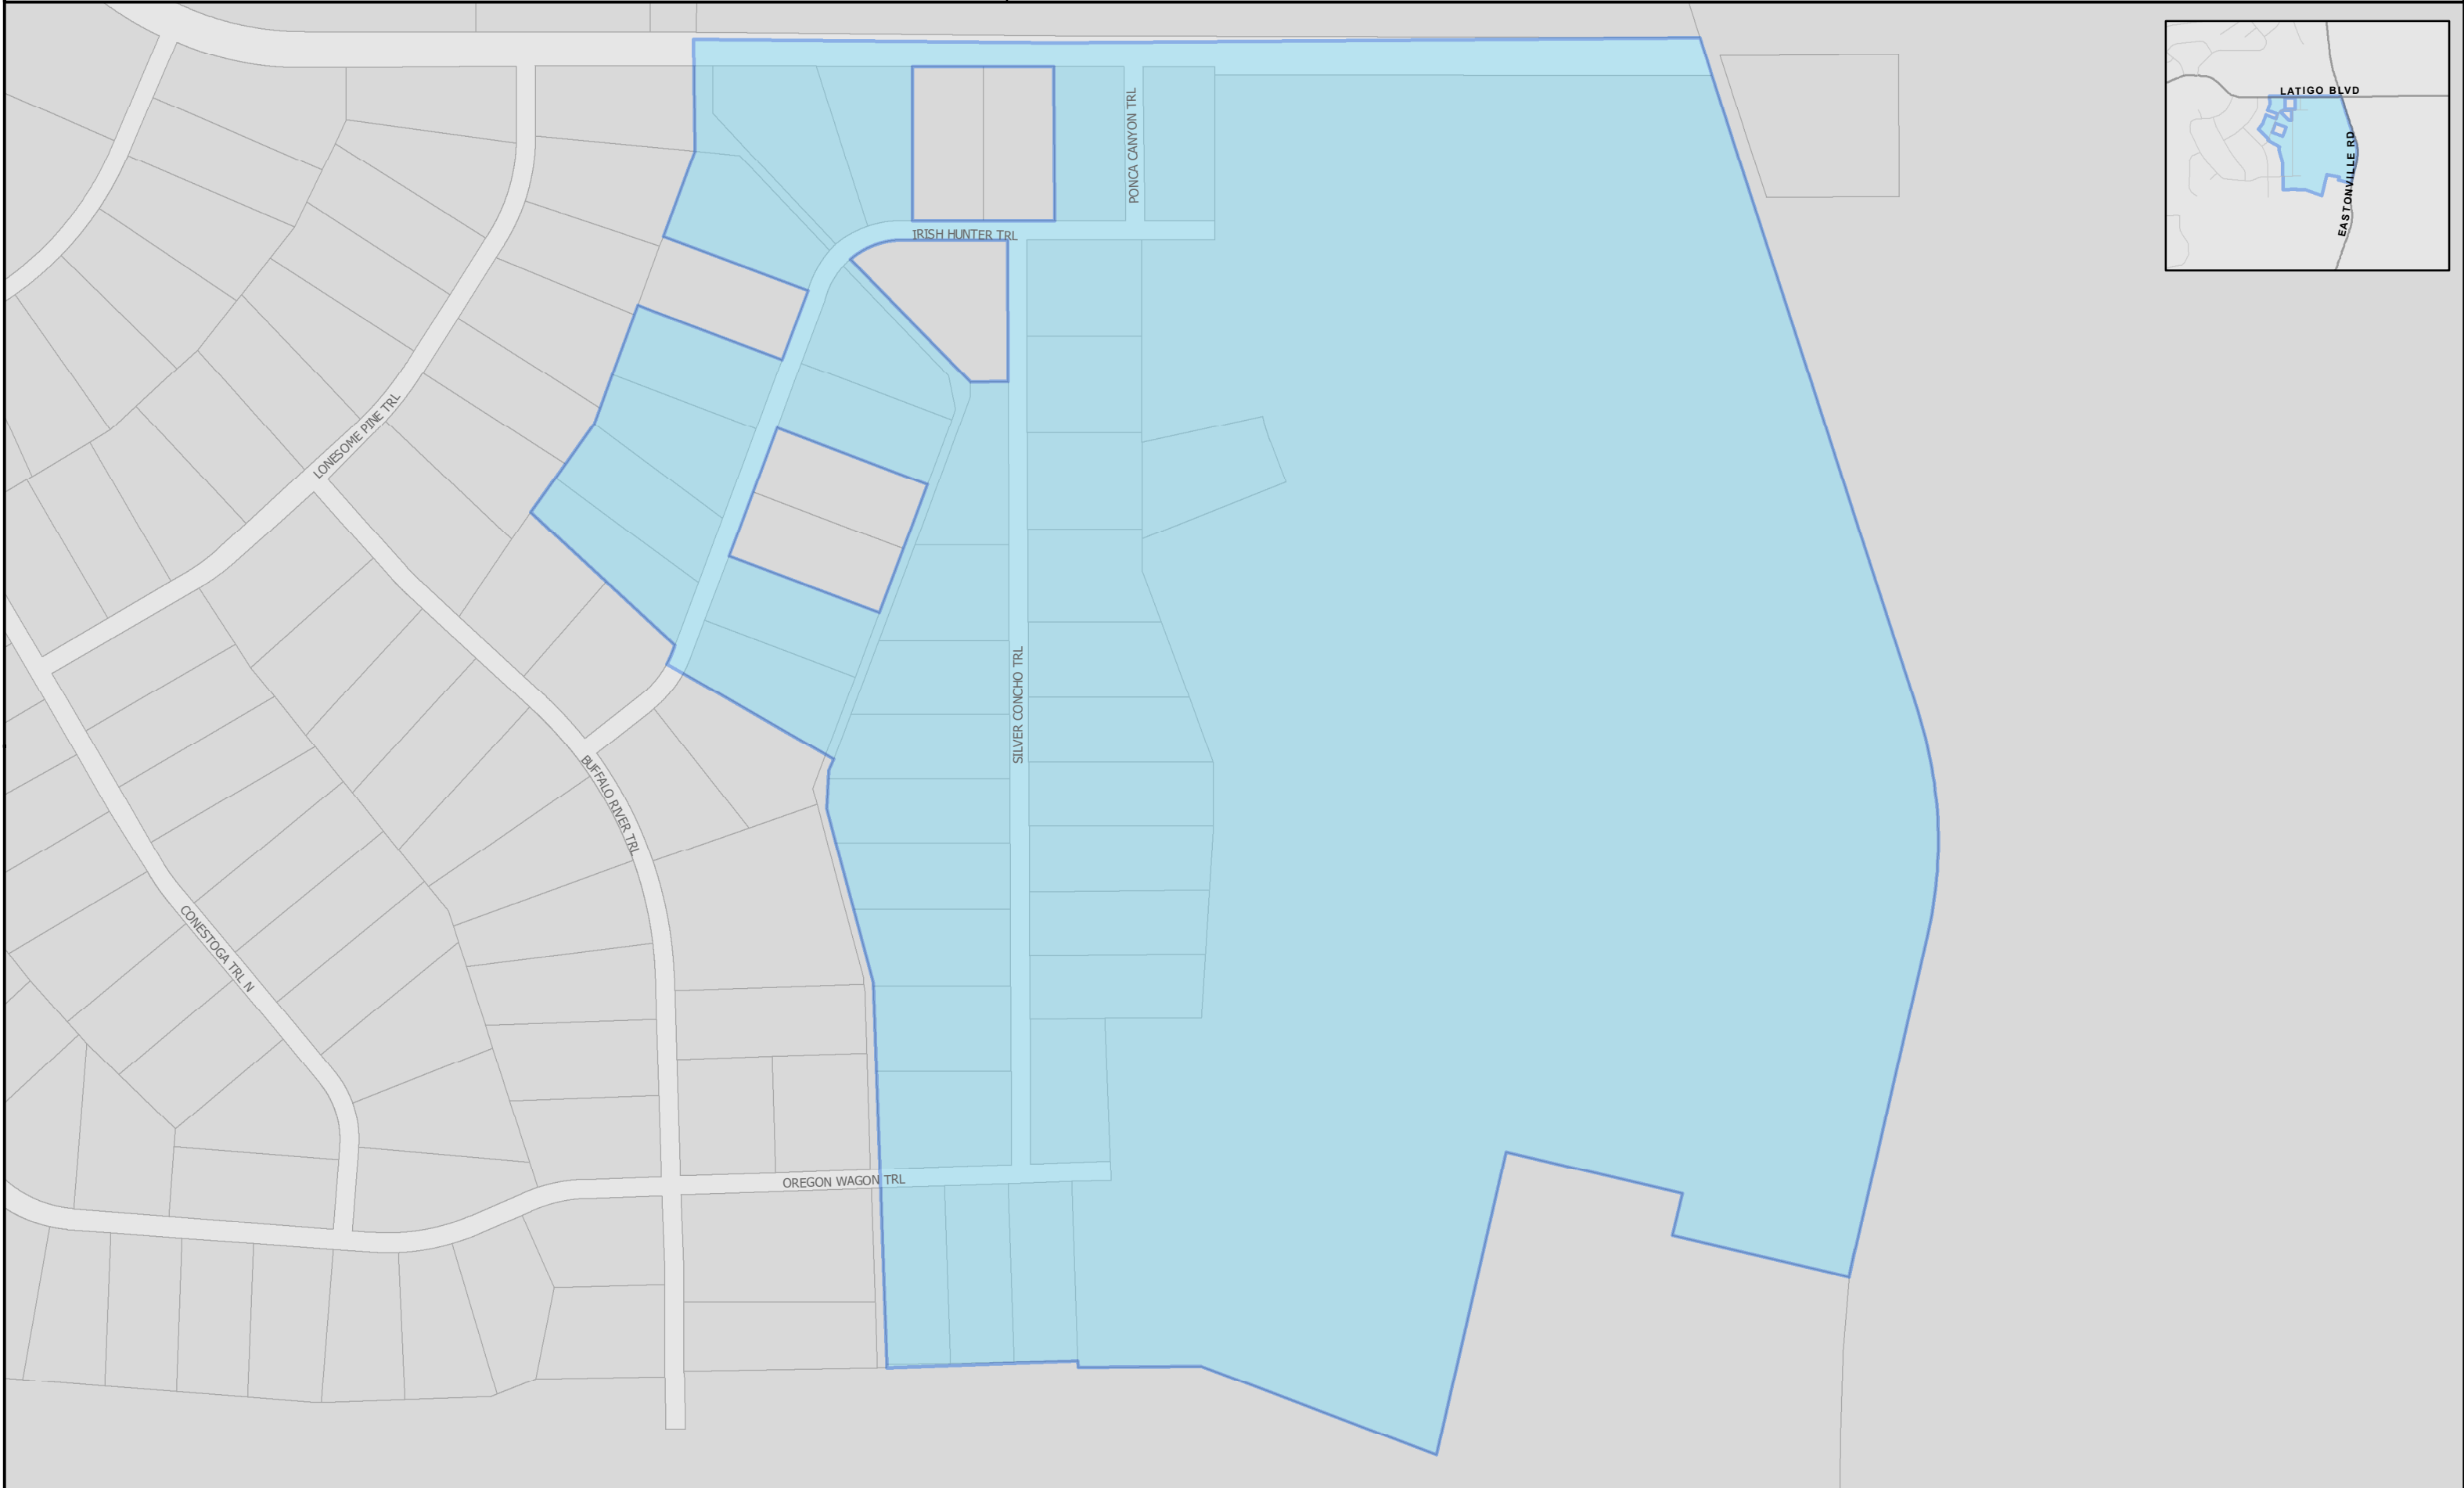 LATIGO BLVD
EASTONVILLE RD
PONCA CANYON TRL
IRISH HUNTER TRL
LONESOME PINE TRL
SILVER CONCHO TRL
BUFFALO RIVER TRL
CONESTOGA TRL N
OREGON WAGON TRL